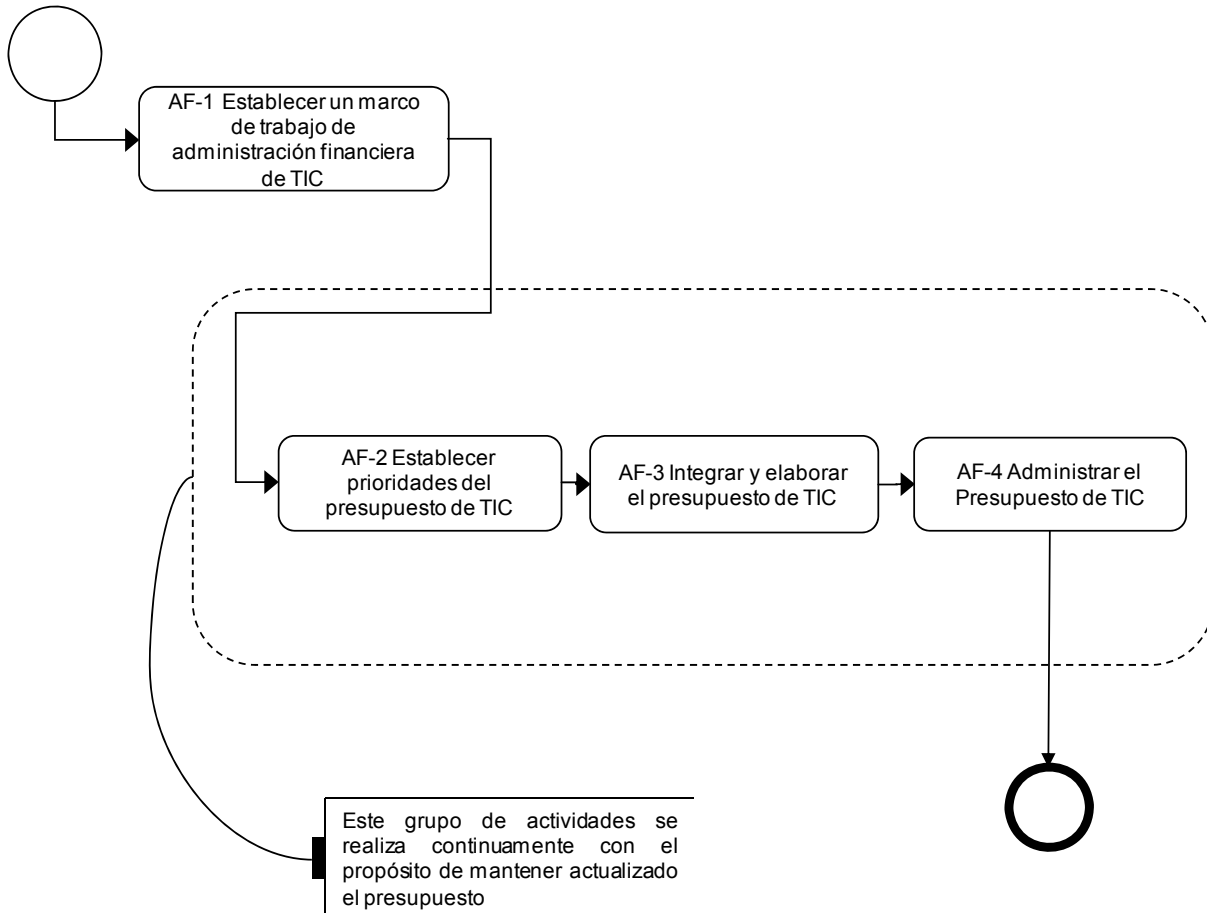 AF-1 Establecer un marco
de trabajo de
administración financiera
de TIC
AF-2 Establecer
prioridades del
presupuesto de TIC
AF-3 Integrar y elaborar
el presupuesto de TIC
AF-4 Administrar el
Presupuesto de TIC
Este grupo de actividades se
realiza continuamente con el
propósito de mantener actualizado
el presupuesto